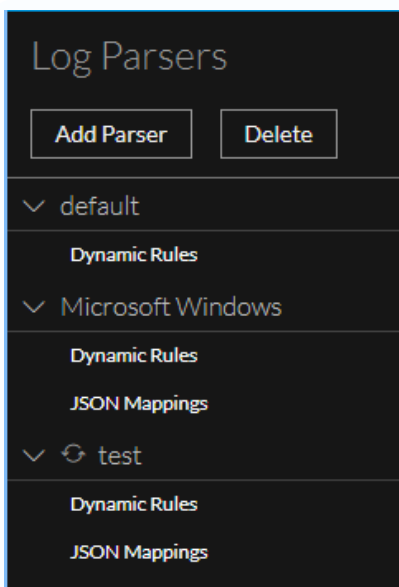 Log Parsers
Add Parser Delete
default
Dynamic Rules
Microsoft Windows
Dynamic Rules
JSON Mappings
test
Dynamic Rules
JSON Mappings